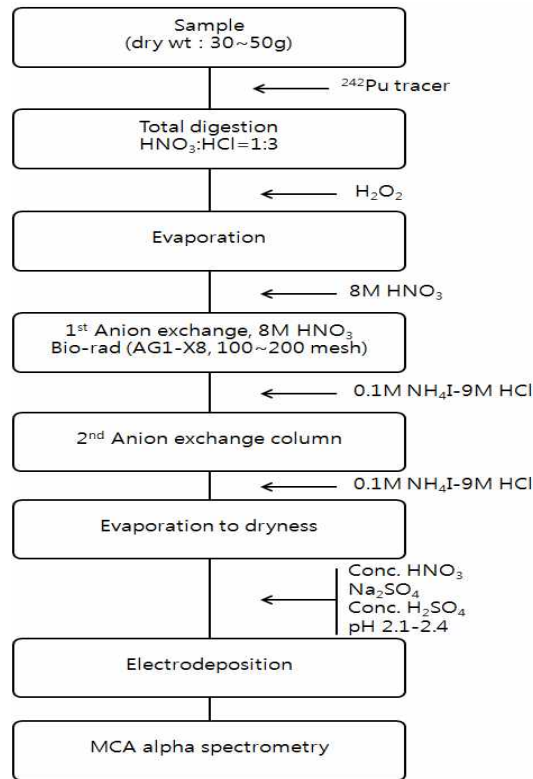 Sample
(dry wt : 30~50g)
²⁴²Pu tracer
Total digestion
HNO₃:HCl=1:3
H₂O₂
Evaporation
8M HNO₃
1ˢᵗ Anion exchange, 8M HNO₃
Bio-rad (AG1-X8, 100~200 mesh)
0.1M NH₄I-9M HCl
2ⁿᵈ Anion exchange column
0.1M NH₄I-9M HCl
Evaporation to dryness
Conc. HNO₃
Na₂SO₄
Conc. H₂SO₄
pH 2.1-2.4
Electrodeposition
MCA alpha spectrometry